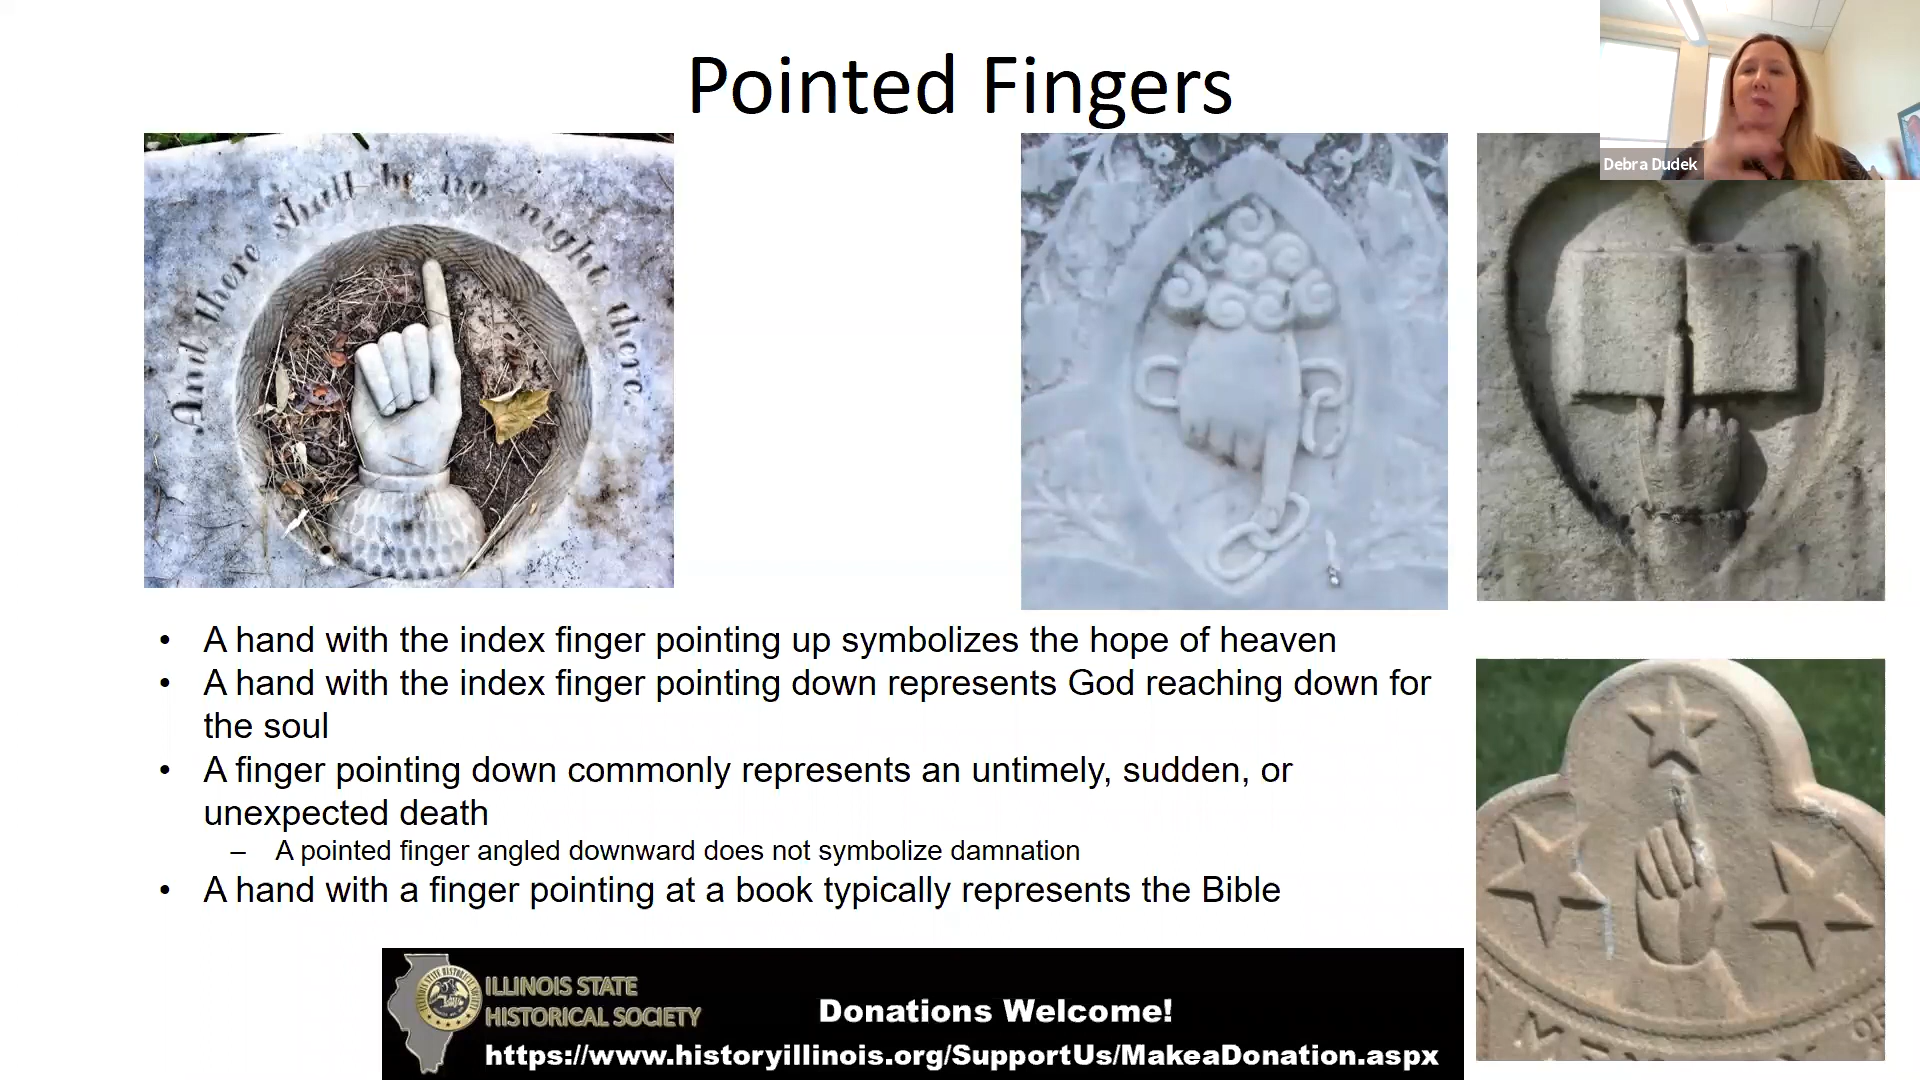 Pointed Fingers
Debra Dudek
And there shall be no night there.
• A hand with the index finger pointing up symbolizes the hope of heaven
• A hand with the index finger pointing down represents God reaching down for
the soul
• A finger pointing down commonly represents an untimely, sudden, or
unexpected death
– A pointed finger angled downward does not symbolize damnation
• A hand with a finger pointing at a book typically represents the Bible
ILLINOIS STATE
HISTORICAL SOCIETY
Donations Welcome!
https://www.historyillinois.org/SupportUs/MakeaDonation.aspx